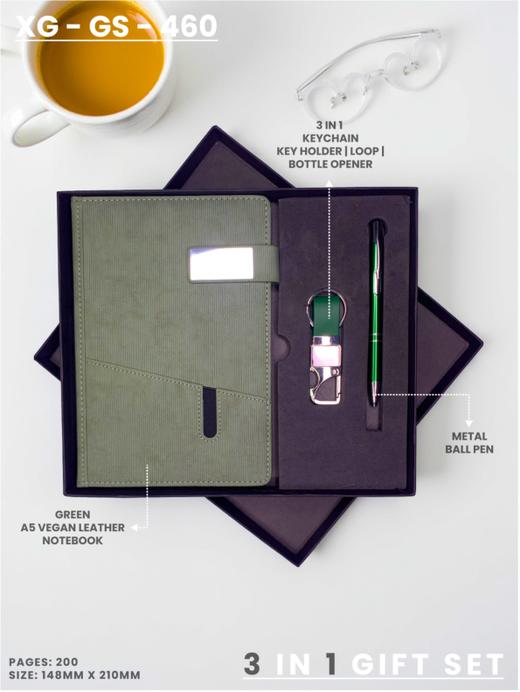 XG - GS - 460
3 IN 1
KEYCHAIN
KEY HOLDER | LOOP |
BOTTLE OPENER
METAL
BALL PEN
GREEN
A5 VEGAN LEATHER
NOTEBOOK
PAGES: 200
SIZE: 148MM X 210MM
3 IN 1 GIFT SET